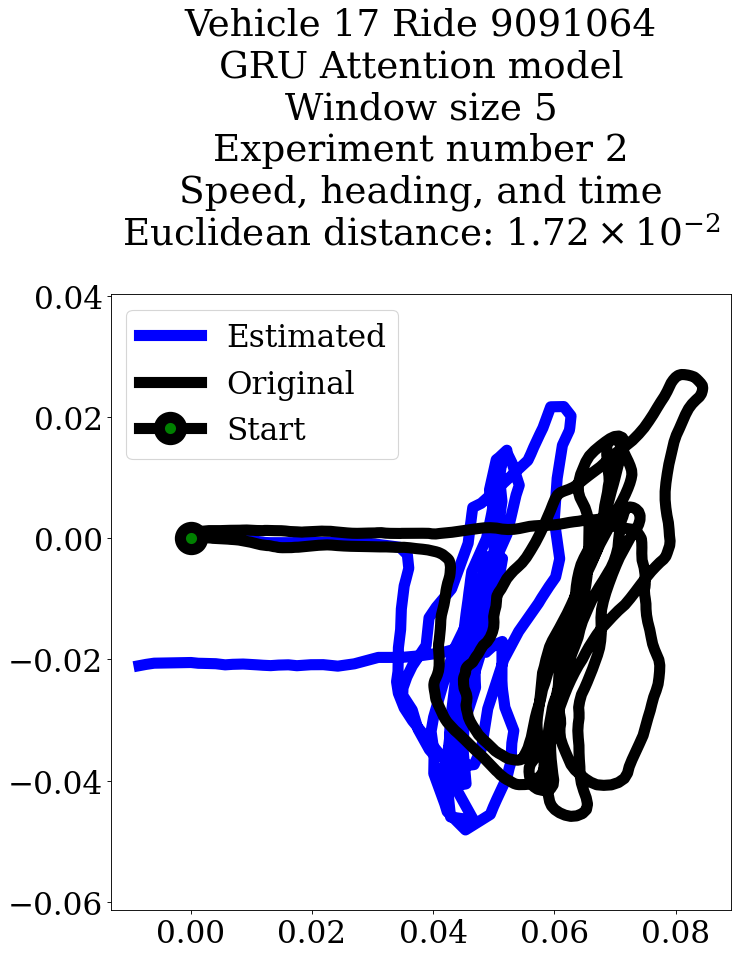 Vehicle 17 Ride 9091064
GRU Attention model
Window size 5
Experiment number 2
Speed, heading, and time
Euclidean distance: 1.72 × 10⁻²
0.04
0.02
0.00
−0.02
−0.04
−0.06
Estimated
Original
Start
0.00 0.02 0.04 0.06 0.08